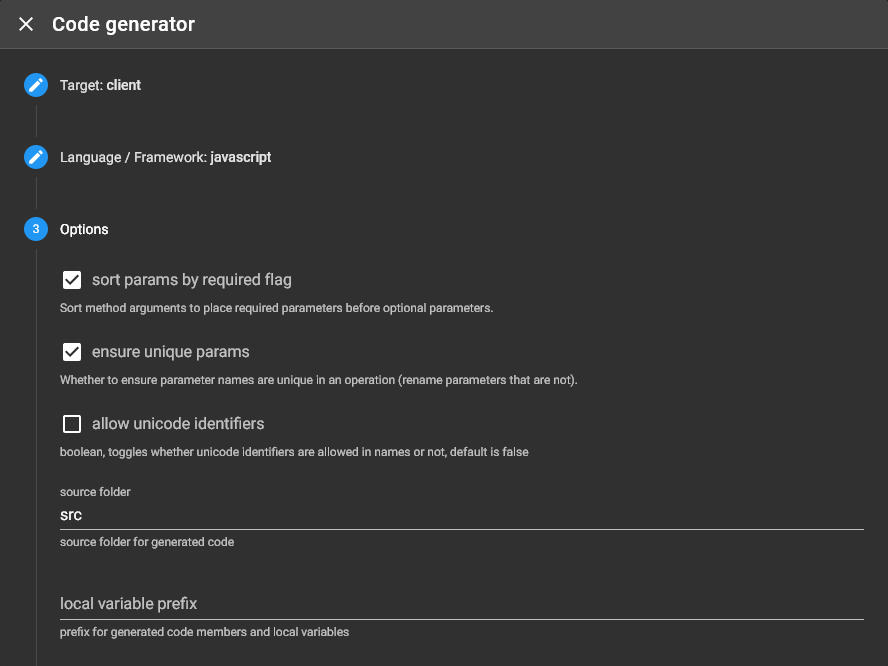 Code generator
Target: client
Language / Framework: javascript
3 Options
sort params by required flag
Sort method arguments to place required parameters before optional parameters.
ensure unique params
Whether to ensure parameter names are unique in an operation (rename parameters that are not).
allow unicode identifiers
boolean, toggles whether unicode identifiers are allowed in names or not, default is false
source folder
src
source folder for generated code
local variable prefix
prefix for generated code members and local variables